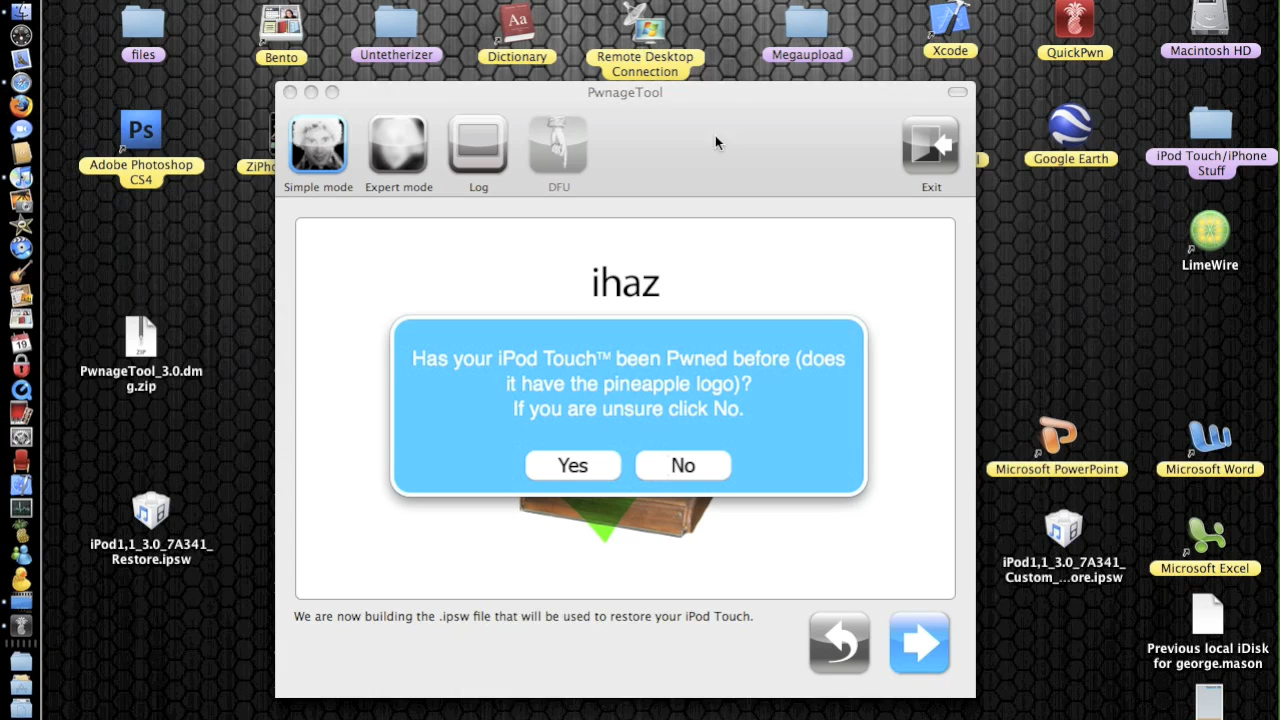 files
Bento
Untetherizer
Dictionary
Remote Desktop
Connection
Megaupload
Xcode
QuickPwn
Macintosh HD
PwnageTool
Ps
Adobe Photoshop
CS4
ZiPh
Google Earth
iPod Touch/iPhone
Stuff
Simple mode
Expert mode
Log
DFU
Exit
LimeWire
ihaz
Has your iPod Touch™ been Pwned before (does
it have the pineapple logo)?
If you are unsure click No.
Yes
No
ZIP
PwnageTool_3.0.dm
g.zip
Microsoft PowerPoint
Microsoft Word
iPod1,1_3.0_7A341_
Restore.ipsw
iPod1,1_3.0_7A341_
Custom_...ore.ipsw
Microsoft Excel
We are now building the .ipsw file that will be used to restore your iPod Touch.
Previous local iDisk
for george.mason